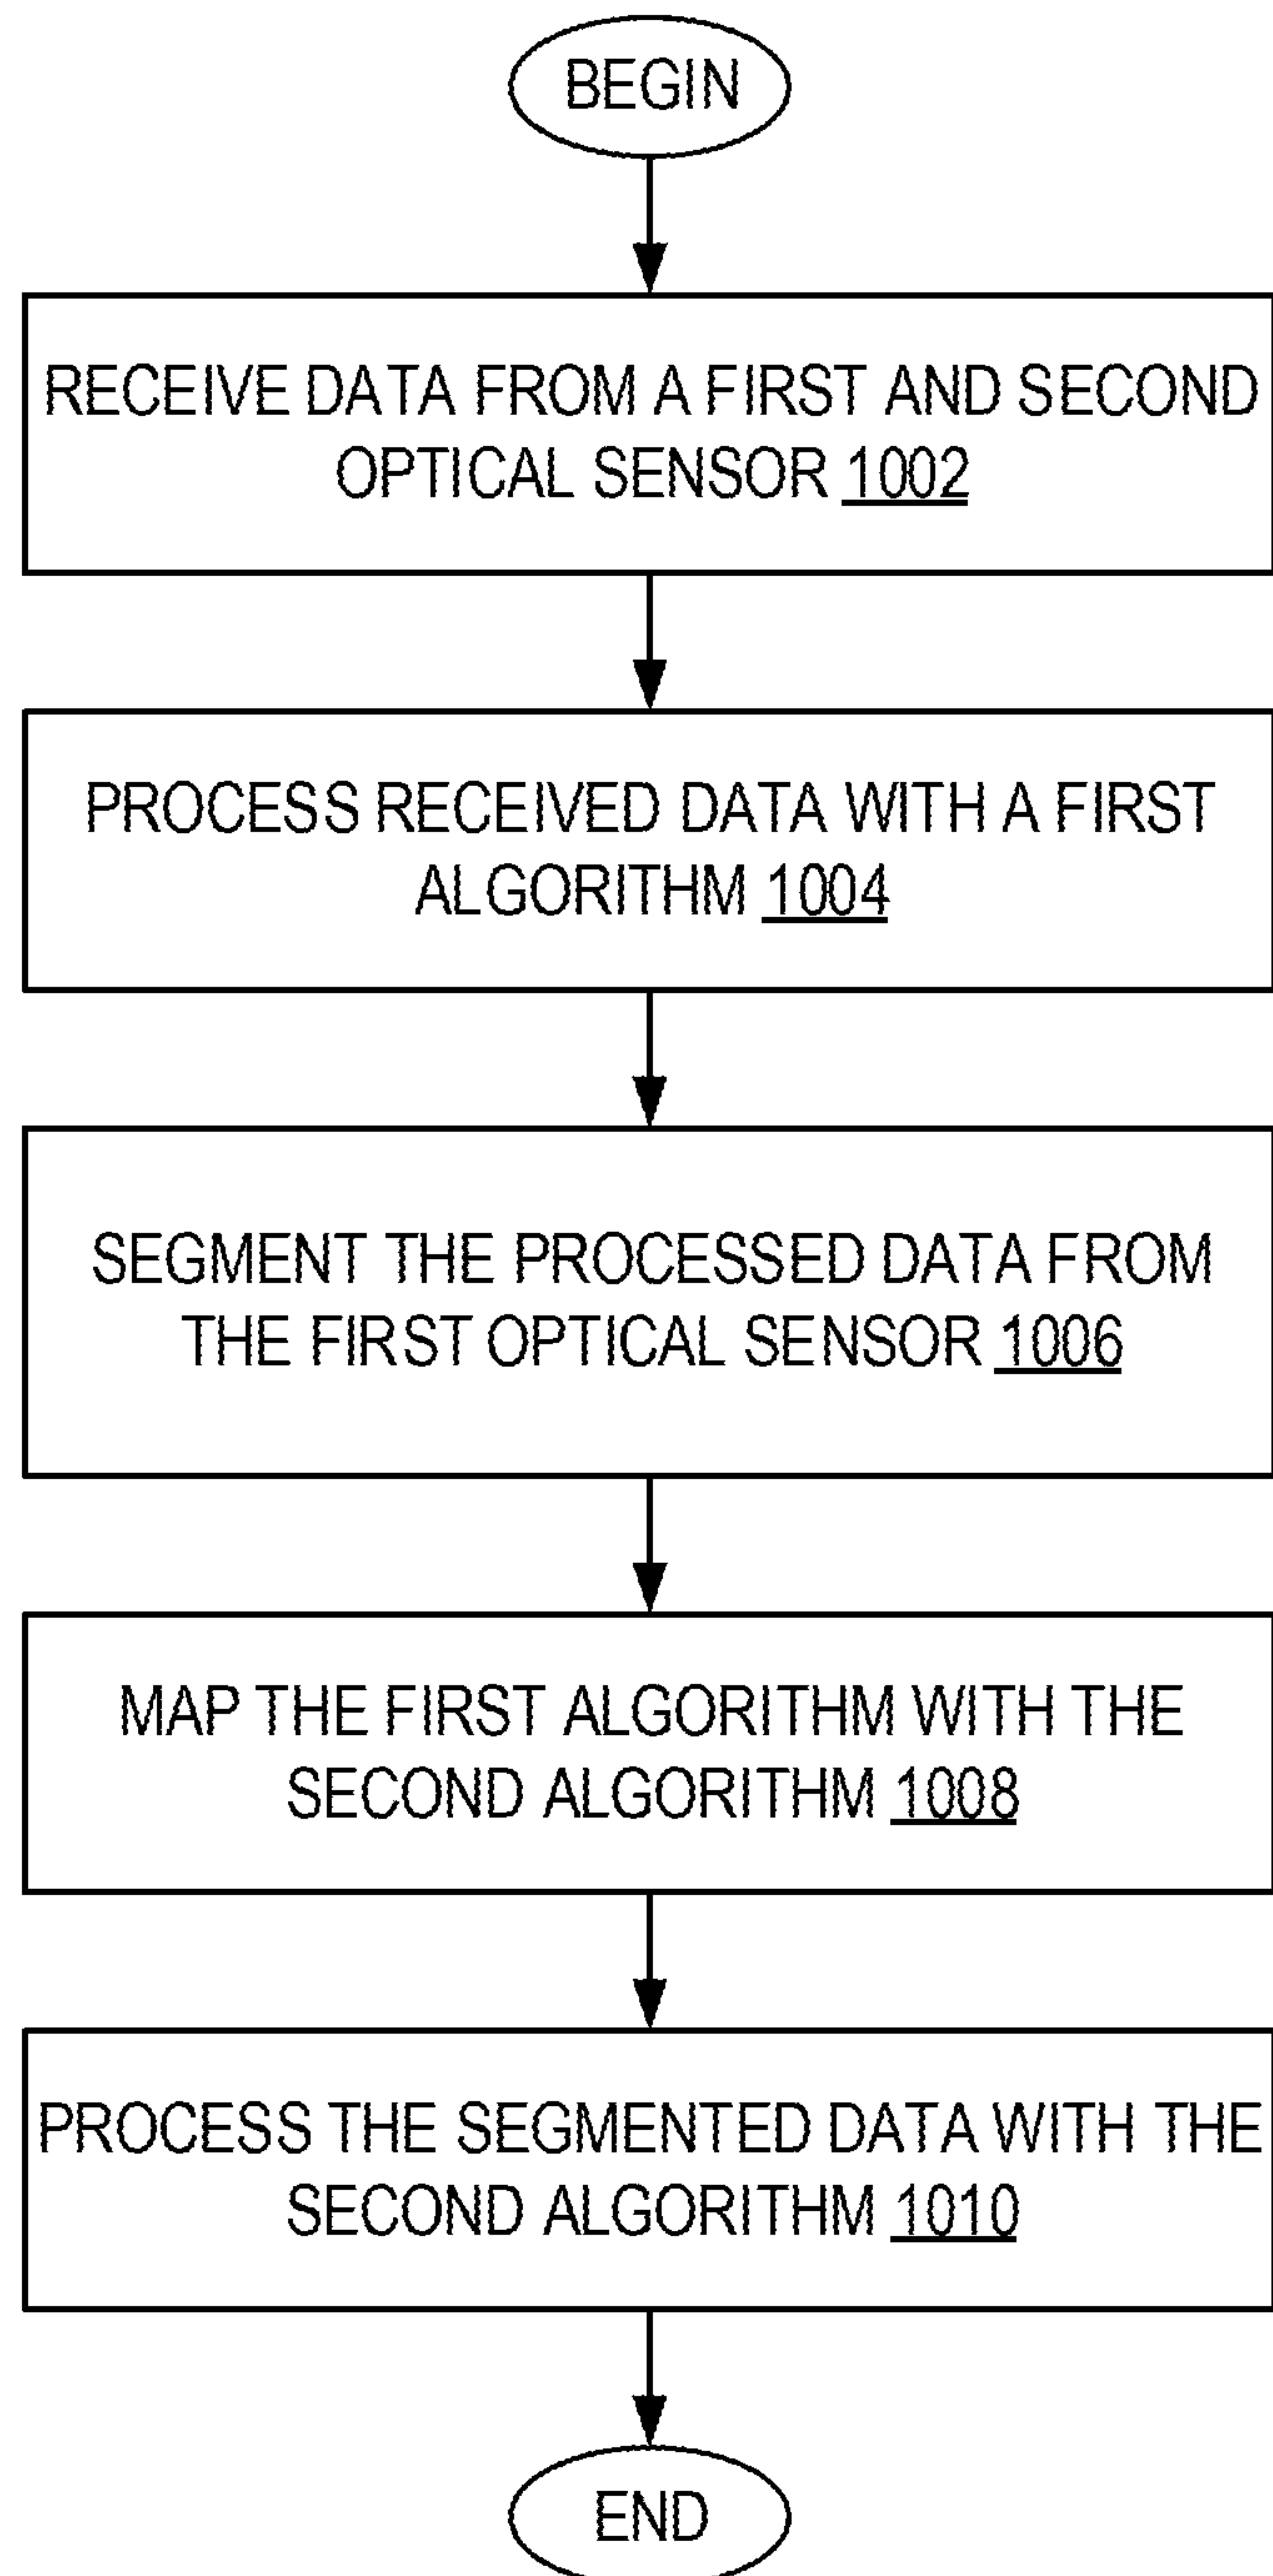 BEGIN
RECEIVE DATA FROM A FIRST AND SECOND
OPTICAL SENSOR 1002
PROCESS RECEIVED DATA WITH A FIRST
ALGORITHM 1004
SEGMENT THE PROCESSED DATA FROM
THE FIRST OPTICAL SENSOR 1006
MAP THE FIRST ALGORITHM WITH THE
SECOND ALGORITHM 1008
PROCESS THE SEGMENTED DATA WITH THE
SECOND ALGORITHM 1010
END